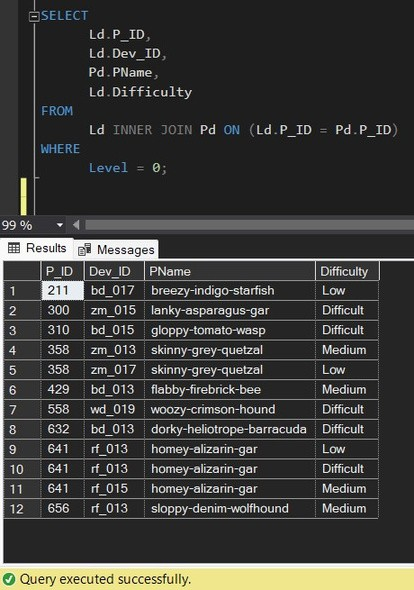 SELECT
Ld.P_ID,
Ld.Dev_ID,
Pd.PName,
Ld.Difficulty
FROM
Ld INNER JOIN Pd ON (Ld.P_ID = Pd.P_ID)
WHERE
Level = 0;
99 %
Results Messages
P_ID Dev_ID PName Difficulty
1 211 bd_017 breezy-indigo-starfish Low
2 300 zm_015 lanky-asparagus-gar Difficult
3 310 bd_015 gloppy-tomato-wasp Difficult
4 358 zm_013 skinny-grey-quetzal Medium
5 358 zm_017 skinny-grey-quetzal Low
6 429 bd_013 flabby-firebrick-bee Medium
7 558 wd_019 woozy-crimson-hound Difficult
8 632 bd_013 dorky-heliotrope-barracuda Difficult
9 641 rf_013 homey-alizarin-gar Low
10 641 rf_013 homey-alizarin-gar Difficult
11 641 rf_015 homey-alizarin-gar Medium
12 656 rf_013 sloppy-denim-wolfhound Medium
Query executed successfully.